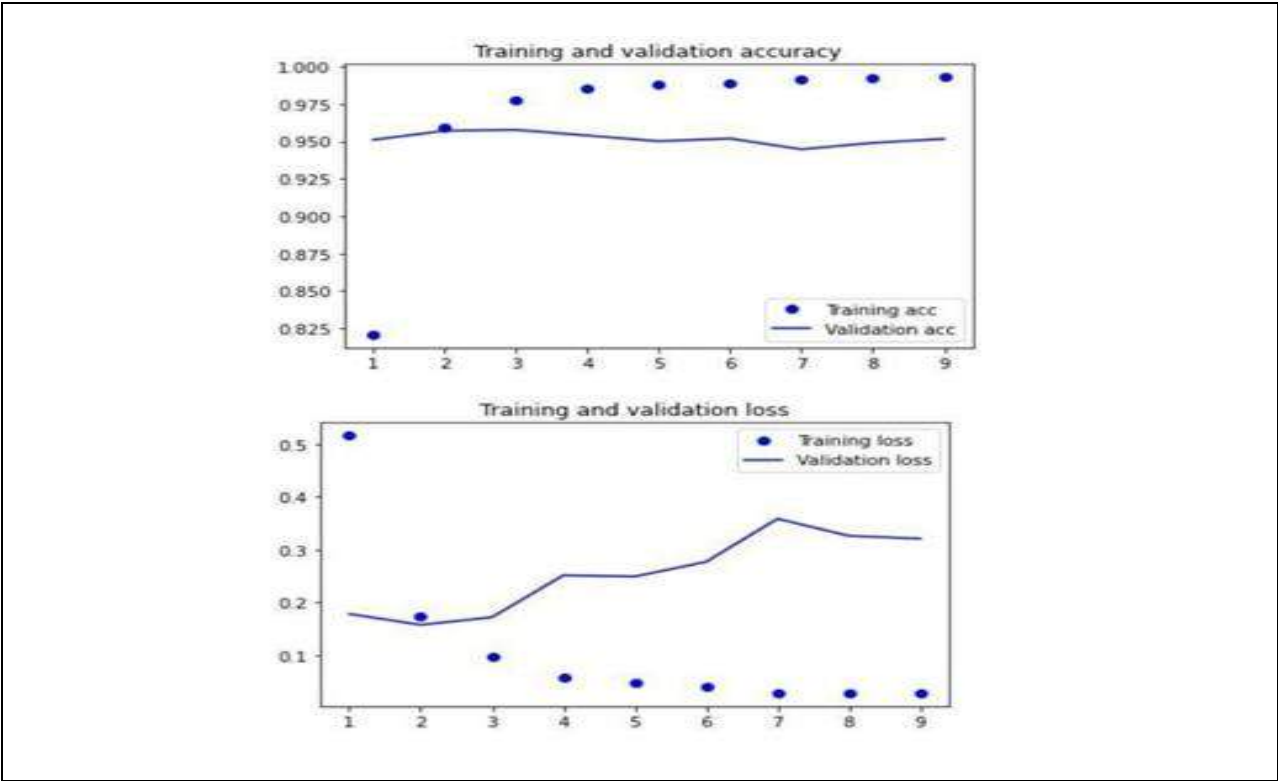 Training and validation accuracy
1.000
0.975
0.950
0.925
0.900
0.875
0.850
0.825
Training acc
Validation acc
1 2 3 4 5 6 7 8 9
Training and validation loss
0.5
0.4
0.3
0.2
0.1
Training loss
Validation loss
1 2 3 4 5 6 7 8 9